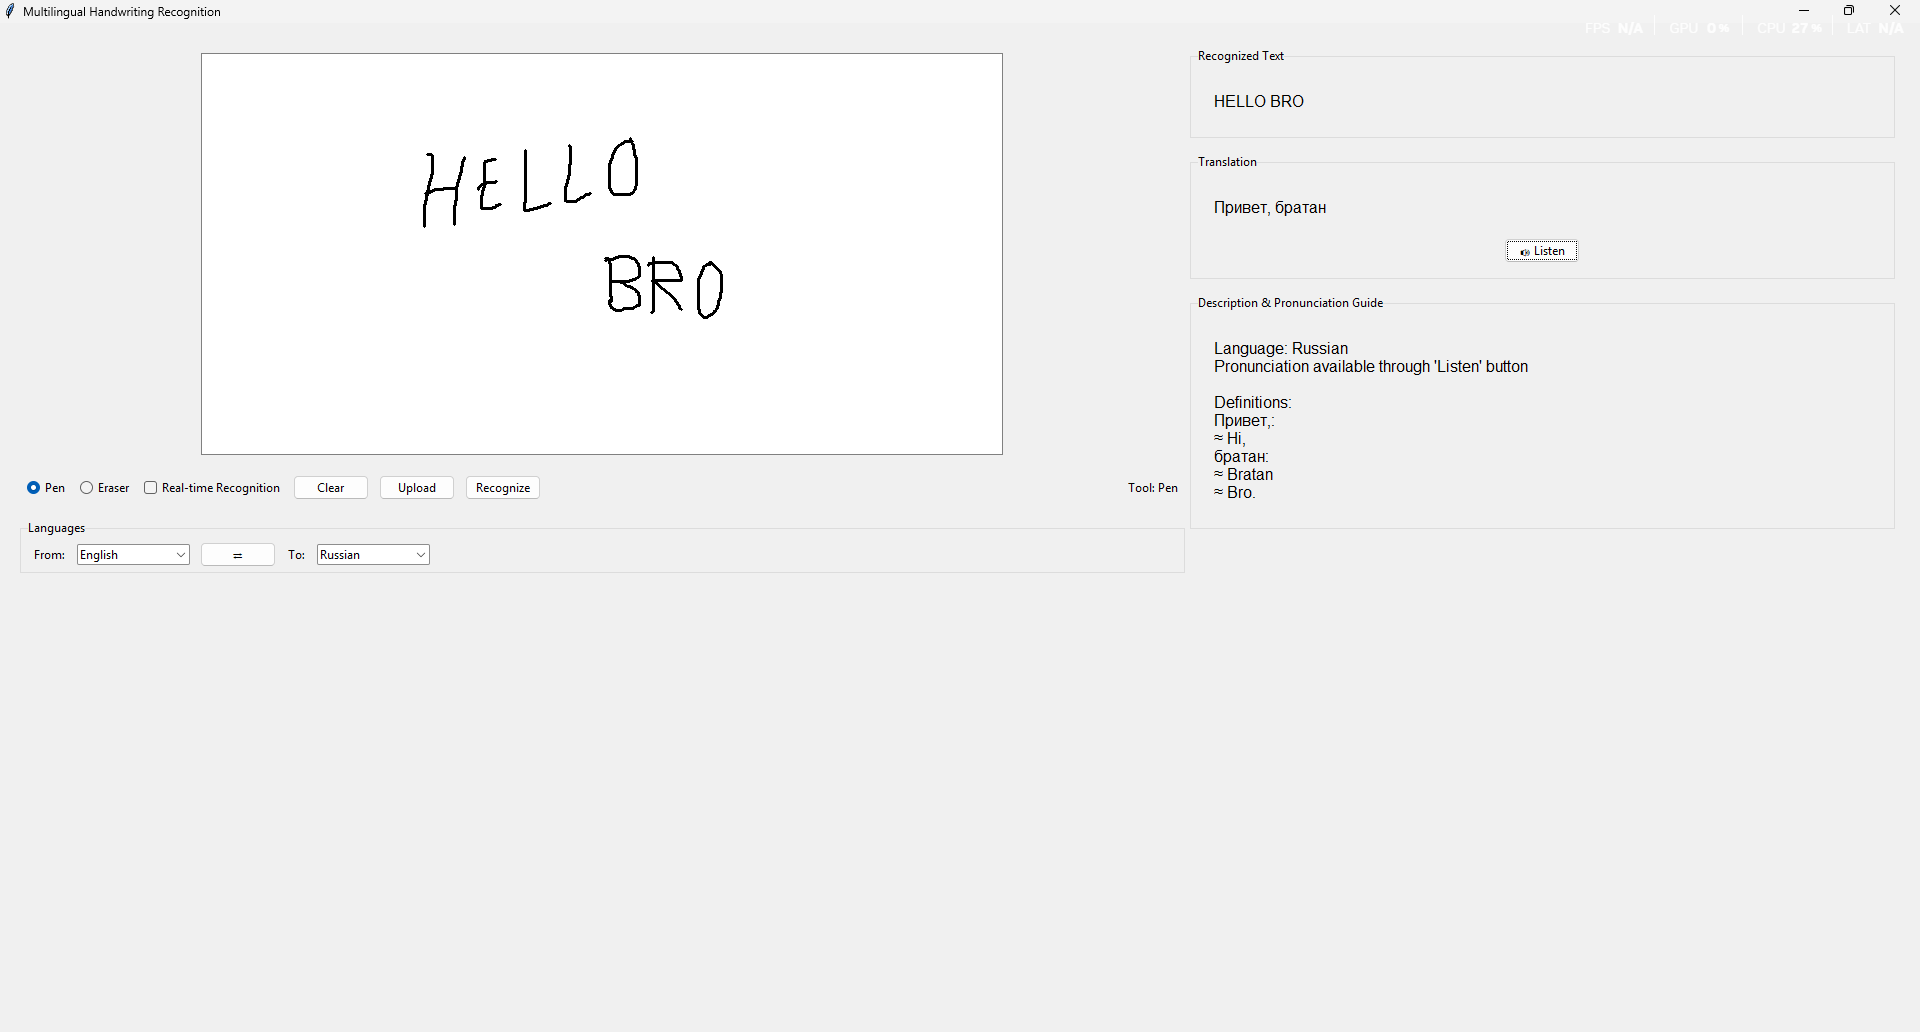 Multilingual Handwriting Recognition
FPS N/A GPU 0% CPU 27% LAT N/A
HELLO
BRO
Pen Eraser Real-time Recognition Clear Upload Recognize Tool: Pen
Languages
From: English ⇌ To: Russian
Recognized Text
HELLO BRO
Translation
Привет, братан
Listen
Description & Pronunciation Guide
Language: Russian
Pronunciation available through 'Listen' button
Definitions:
Привет,:
≈ Hi,
братан:
≈ Bratan
≈ Bro.